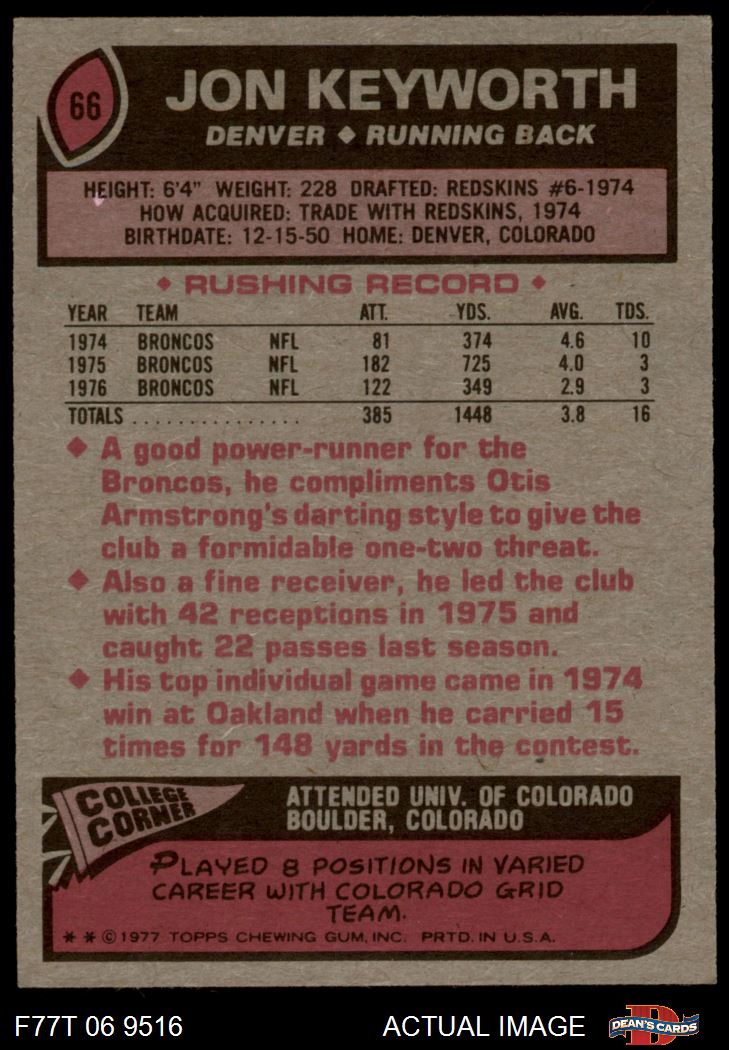 66
JON KEYWORTH
DENVER ◆ RUNNING BACK
HEIGHT: 6'4" WEIGHT: 228 DRAFTED: REDSKINS #6-1974
HOW ACQUIRED: TRADE WITH REDSKINS, 1974
BIRTHDATE: 12-15-50 HOME: DENVER, COLORADO
◆ RUSHING RECORD ◆
YEAR TEAM ATT. YDS. AVG. TDS.
1974 BRONCOS NFL 81 374 4.6 10
1975 BRONCOS NFL 182 725 4.0 3
1976 BRONCOS NFL 122 349 2.9 3
TOTALS ................ 385 1448 3.8 16
◆ A good power-runner for the
Broncos, he compliments Otis
Armstrong's darting style to give the
club a formidable one-two threat.
◆ Also a fine receiver, he led the club
with 42 receptions in 1975 and
caught 22 passes last season.
◆ His top individual game came in 1974
win at Oakland when he carried 15
times for 148 yards in the contest.
COLLEGE
CORNER
ATTENDED UNIV. OF COLORADO
BOULDER, COLORADO
PLAYED 8 POSITIONS IN VARIED
CAREER WITH COLORADO GRID
TEAM.
* * © 1977 TOPPS CHEWING GUM, INC. PRTD. IN U.S.A.
F77T 06 9516 ACTUAL IMAGE D DEAN'S CARDS